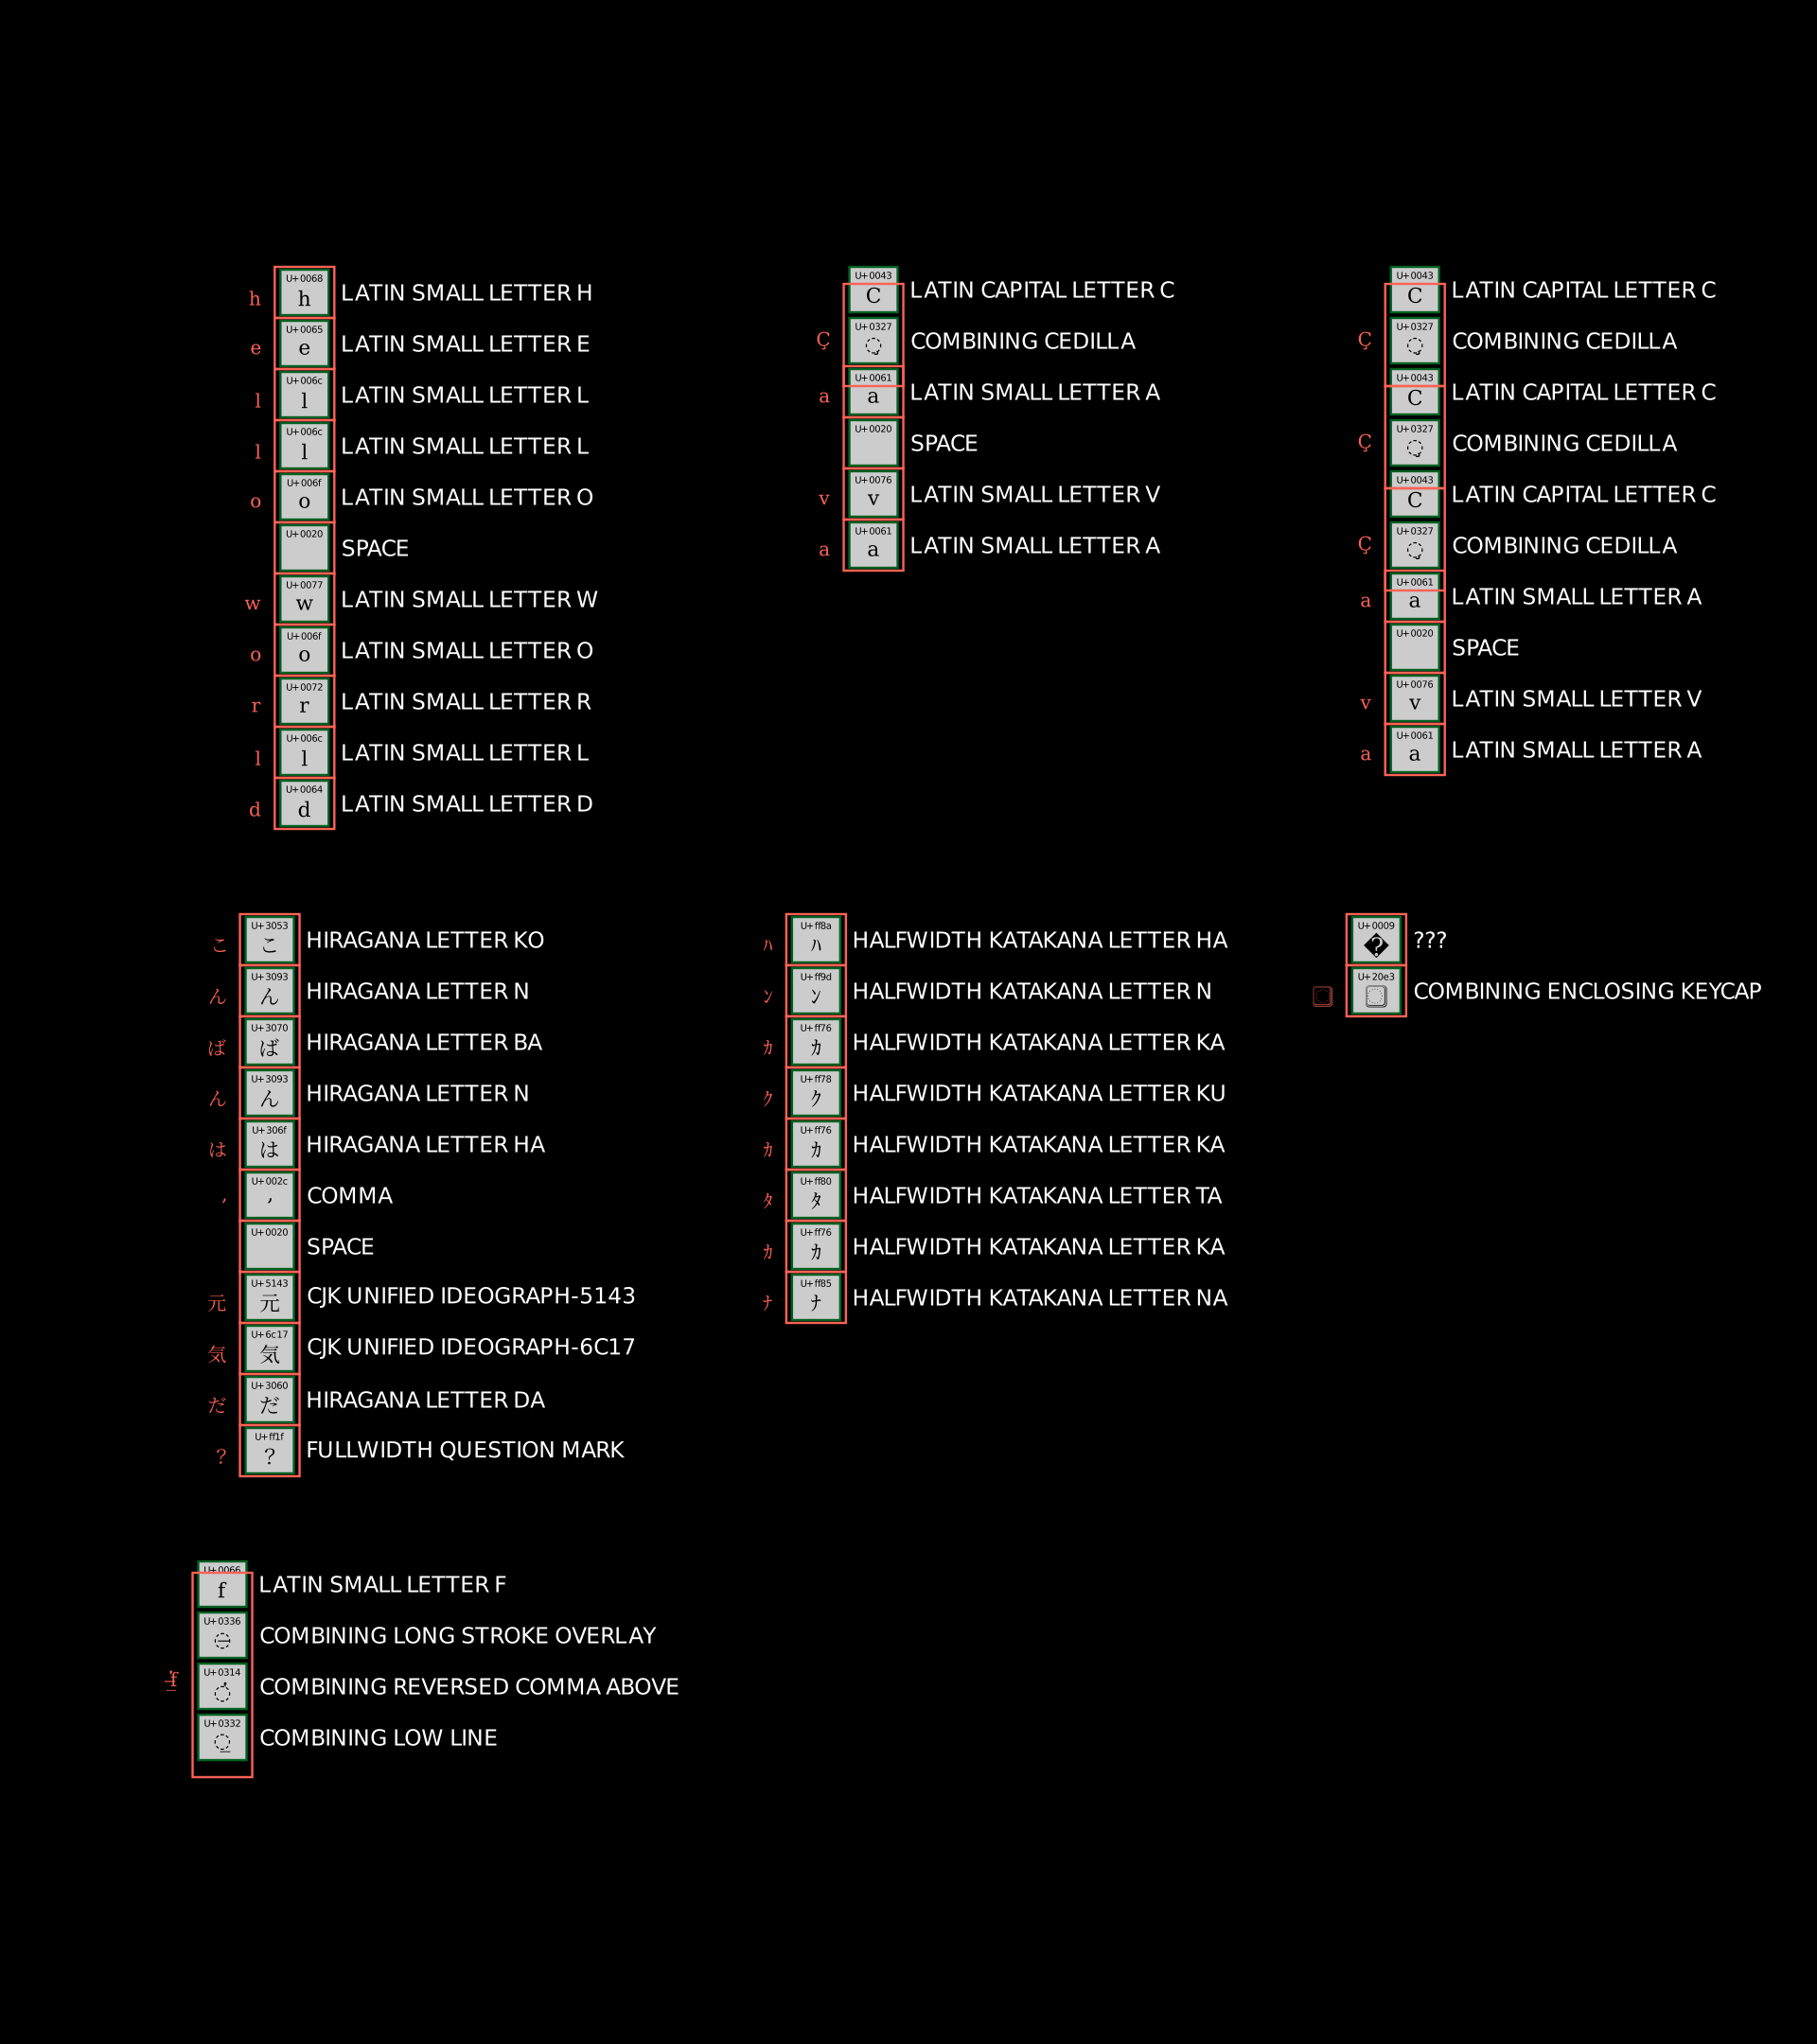 h U+0068 h LATIN SMALL LETTER H
e U+0065 e LATIN SMALL LETTER E
l U+006c l LATIN SMALL LETTER L
l U+006c l LATIN SMALL LETTER L
o U+006f o LATIN SMALL LETTER O
U+0020 SPACE
w U+0077 w LATIN SMALL LETTER W
o U+006f o LATIN SMALL LETTER O
r U+0072 r LATIN SMALL LETTER R
l U+006c l LATIN SMALL LETTER L
d U+0064 d LATIN SMALL LETTER D
U+0043 C LATIN CAPITAL LETTER C
Ç U+0327 ◌̧ COMBINING CEDILLA
a U+0061 a LATIN SMALL LETTER A
U+0020 SPACE
v U+0076 v LATIN SMALL LETTER V
a U+0061 a LATIN SMALL LETTER A
U+0043 C LATIN CAPITAL LETTER C
Ç U+0327 ◌̧ COMBINING CEDILLA
U+0043 C LATIN CAPITAL LETTER C
Ç U+0327 ◌̧ COMBINING CEDILLA
U+0043 C LATIN CAPITAL LETTER C
Ç U+0327 ◌̧ COMBINING CEDILLA
a U+0061 a LATIN SMALL LETTER A
U+0020 SPACE
v U+0076 v LATIN SMALL LETTER V
a U+0061 a LATIN SMALL LETTER A
こ U+3053 こ HIRAGANA LETTER KO
ん U+3093 ん HIRAGANA LETTER N
ば U+3070 ば HIRAGANA LETTER BA
ん U+3093 ん HIRAGANA LETTER N
は U+306f は HIRAGANA LETTER HA
, U+002c , COMMA
U+0020 SPACE
元 U+5143 元 CJK UNIFIED IDEOGRAPH-5143
気 U+6c17 気 CJK UNIFIED IDEOGRAPH-6C17
だ U+3060 だ HIRAGANA LETTER DA
？ U+ff1f ？ FULLWIDTH QUESTION MARK
ﾊ U+ff8a ﾊ HALFWIDTH KATAKANA LETTER HA
ﾝ U+ff9d ﾝ HALFWIDTH KATAKANA LETTER N
ｶ U+ff76 ｶ HALFWIDTH KATAKANA LETTER KA
ｸ U+ff78 ｸ HALFWIDTH KATAKANA LETTER KU
ｶ U+ff76 ｶ HALFWIDTH KATAKANA LETTER KA
ﾀ U+ff80 ﾀ HALFWIDTH KATAKANA LETTER TA
ｶ U+ff76 ｶ HALFWIDTH KATAKANA LETTER KA
ﾅ U+ff85 ﾅ HALFWIDTH KATAKANA LETTER NA
U+0009 � ???
◌⃣ U+20e3 ◌⃣ COMBINING ENCLOSING KEYCAP
U+0066 f LATIN SMALL LETTER F
U+0336 ◌̶ COMBINING LONG STROKE OVERLAY
f̶̲̔ U+0314 ◌̔ COMBINING REVERSED COMMA ABOVE
U+0332 ◌̲ COMBINING LOW LINE